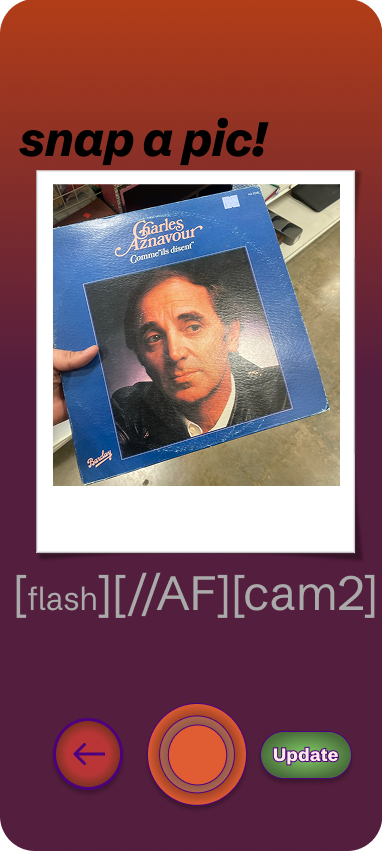 snap a pic!
Charles
Aznavour
Comme ils disent
Barclay
[flash][//AF][cam2]
Update